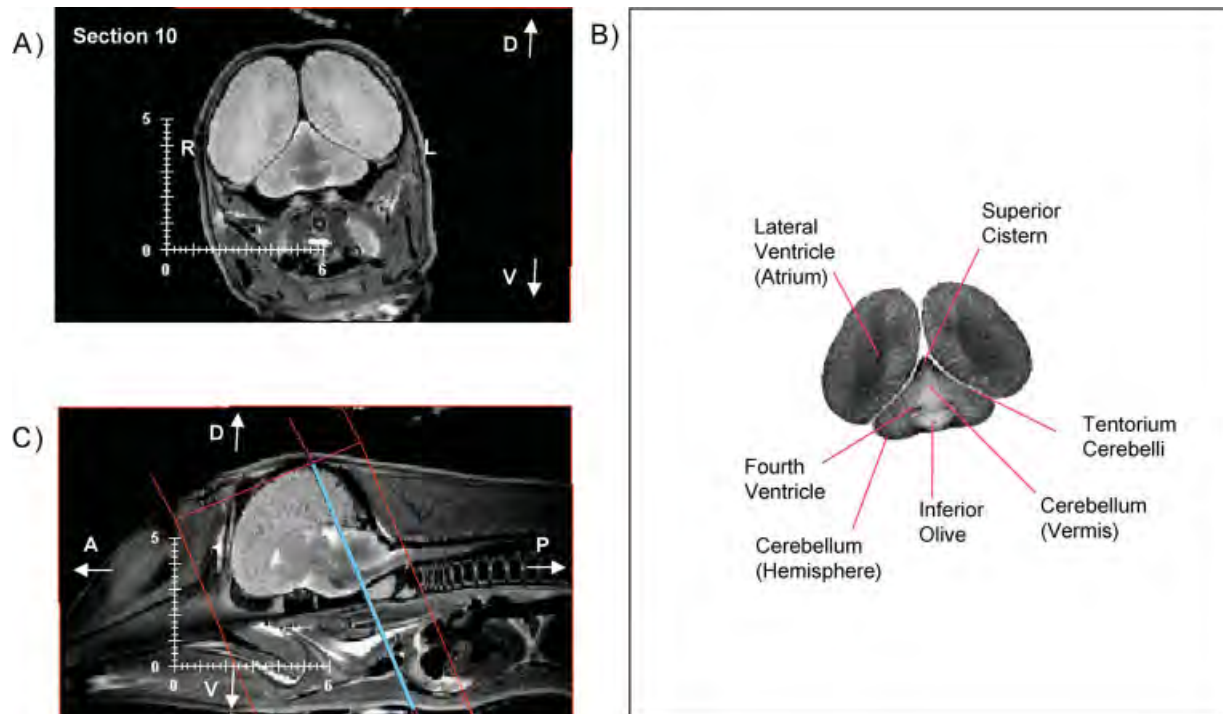 A)
Section 10
D
5
R
L
0
0
6
V
B)
Superior
Cistern
Lateral
Ventricle
(Atrium)
Tentorium
Cerebelli
Fourth
Ventricle
Inferior
Olive
Cerebellum
(Vermis)
Cerebellum
(Hemisphere)
C)
D
A
5
P
0
0
V
6